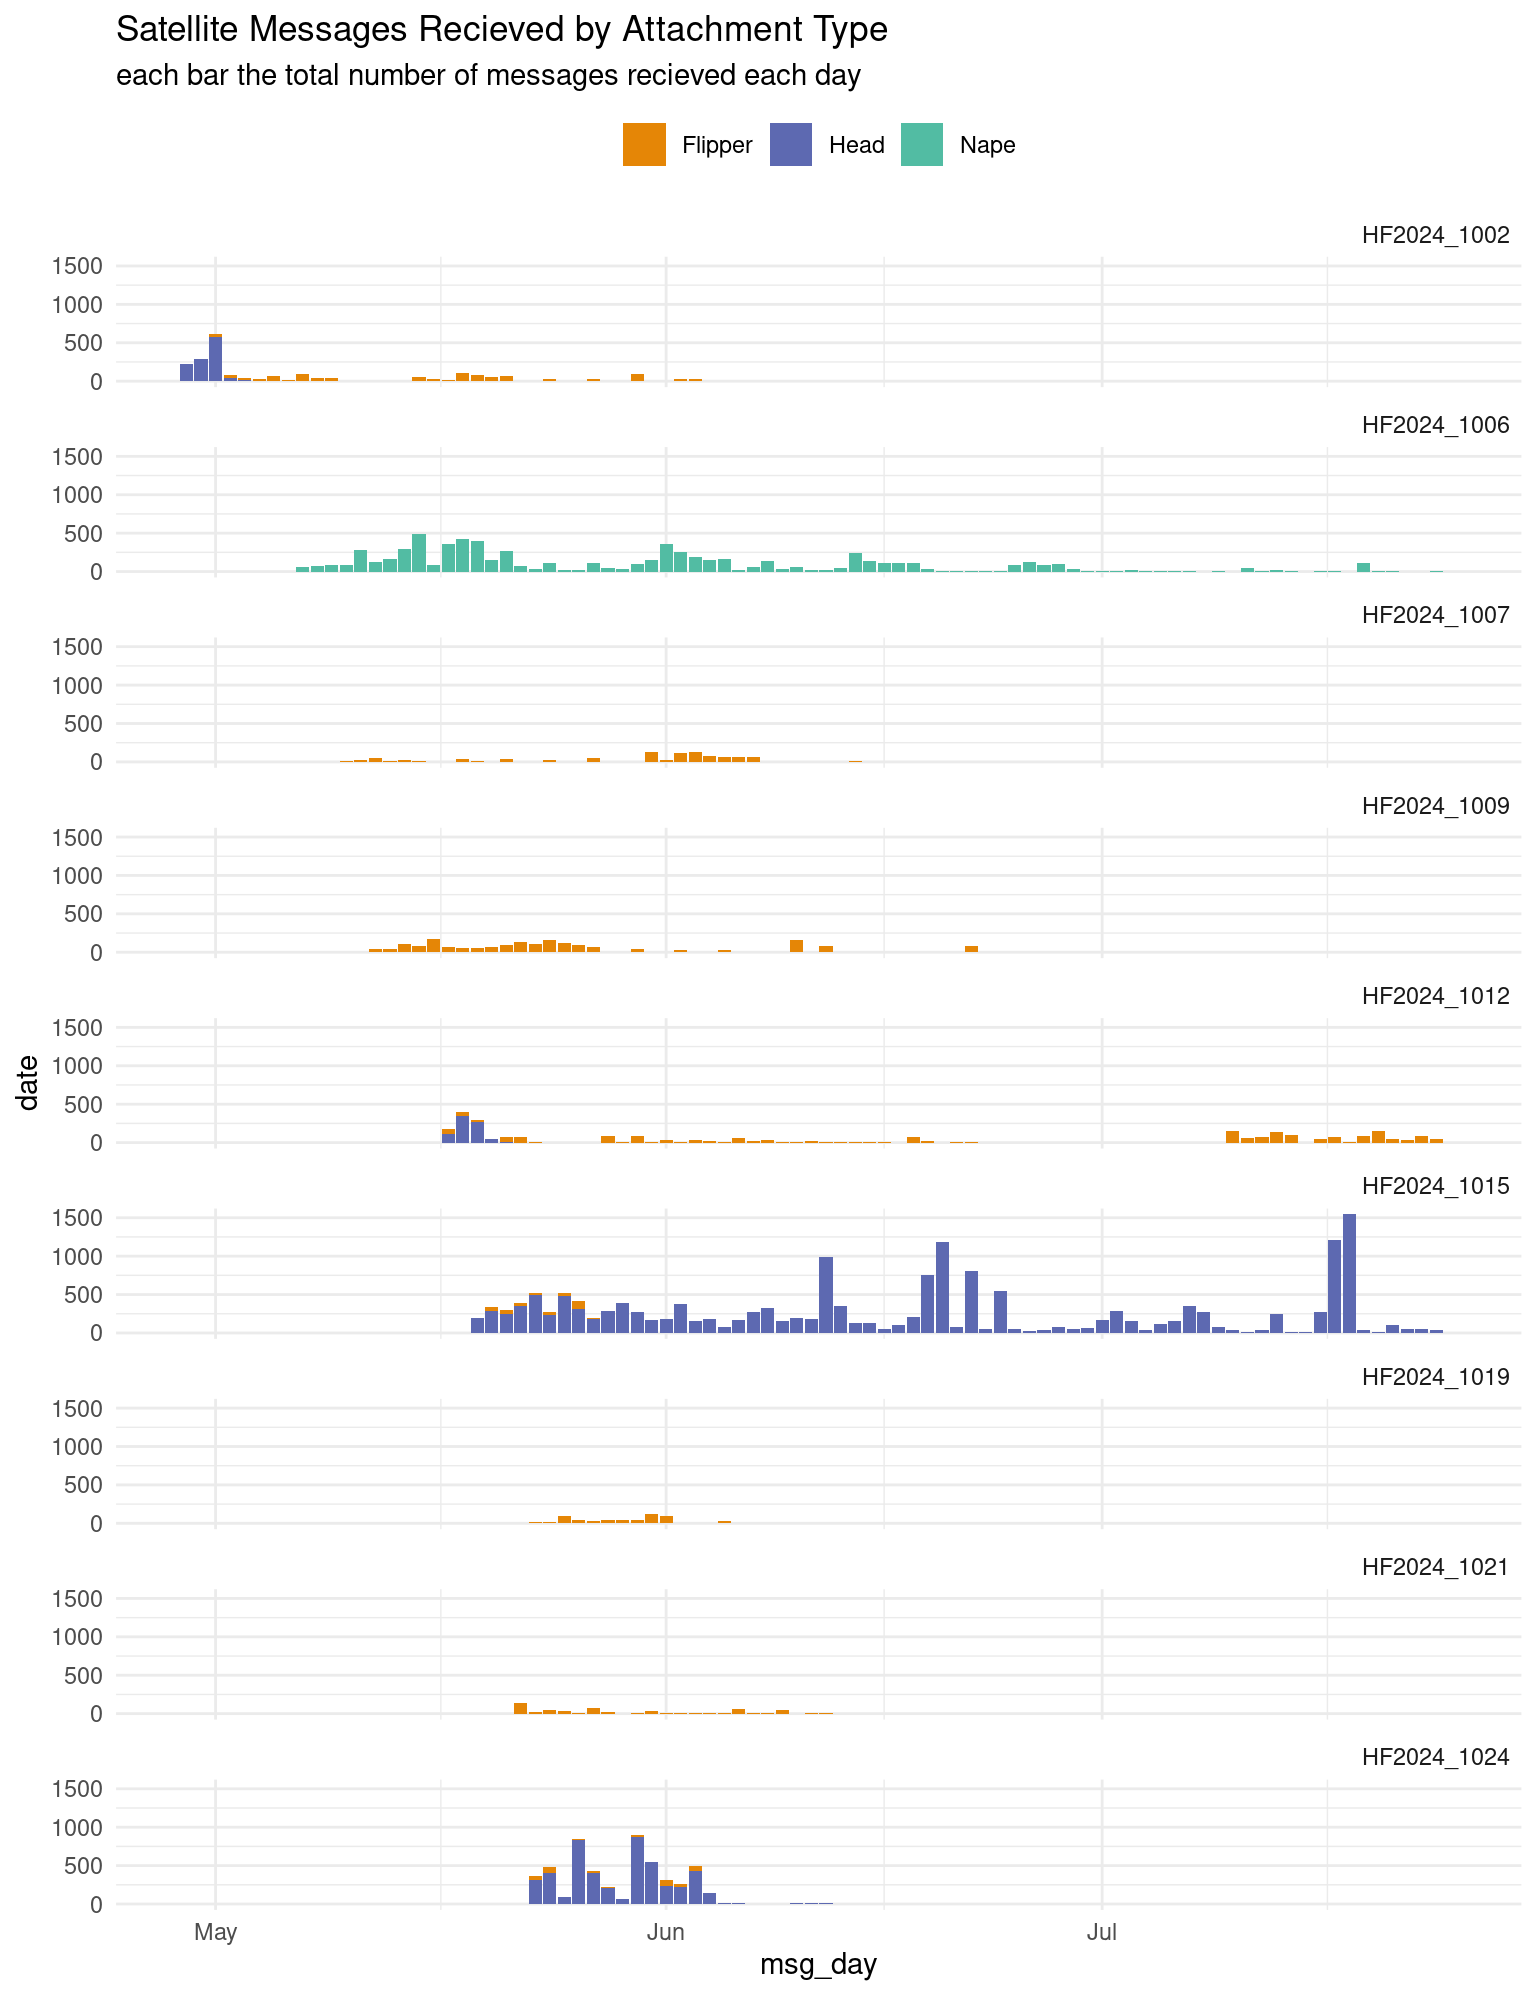 Satellite Messages Recieved by Attachment Type
each bar the total number of messages recieved each day
Flipper Head Nape
HF2024_1002
1500
1000
500
0
HF2024_1006
1500
1000
500
0
HF2024_1007
1500
1000
500
0
HF2024_1009
1500
1000
500
0
HF2024_1012
1500
1000
500
0
date
HF2024_1015
1500
1000
500
0
HF2024_1019
1500
1000
500
0
HF2024_1021
1500
1000
500
0
HF2024_1024
1500
1000
500
0
May Jun Jul
msg_day